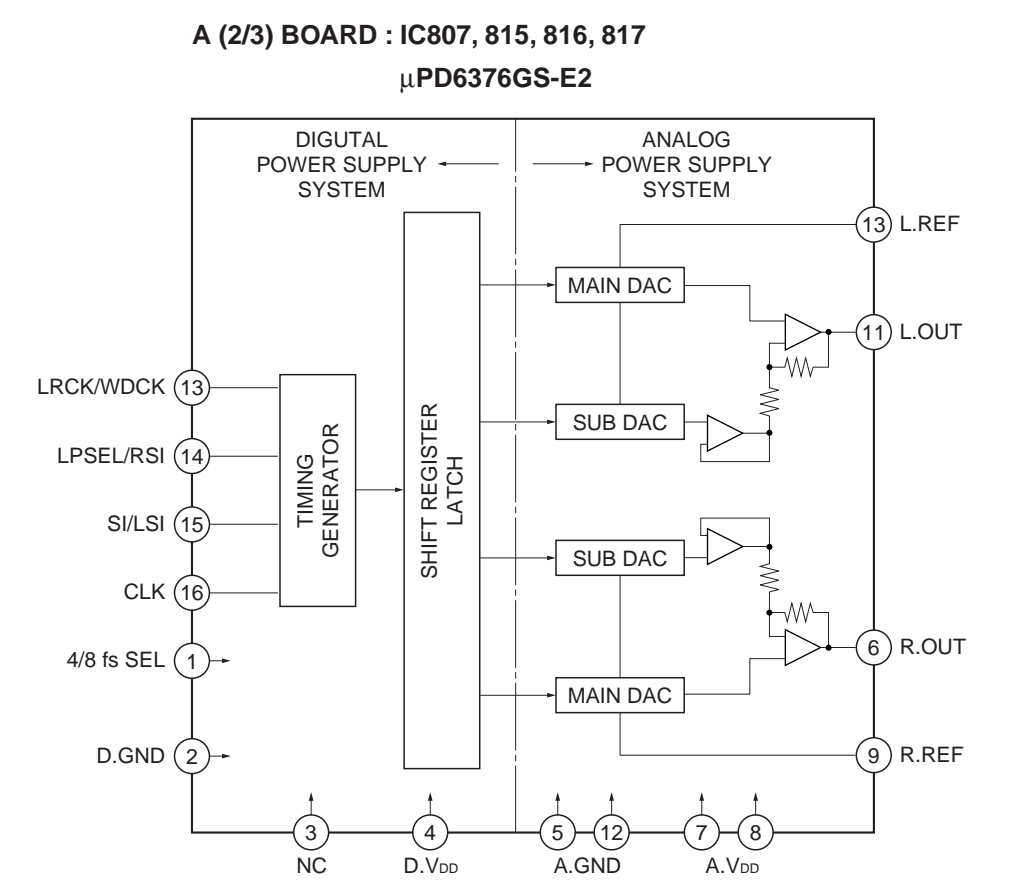 A (2/3) BOARD : IC807, 815, 816, 817
µPD6376GS-E2
DIGUTAL
POWER SUPPLY
SYSTEM
ANALOG
POWER SUPPLY
SYSTEM
13 L.REF
MAIN DAC
11 L.OUT
LRCK/WDCK 13
SUB DAC
LPSEL/RSI 14
TIMING
GENERATOR
SHIFT REGISTER
LATCH
SI/LSI 15
SUB DAC
CLK 16
4/8 fs SEL 1
6 R.OUT
MAIN DAC
D.GND 2
9 R.REF
3
NC
4
D.VDD
5 12
A.GND
7 8
A.VDD